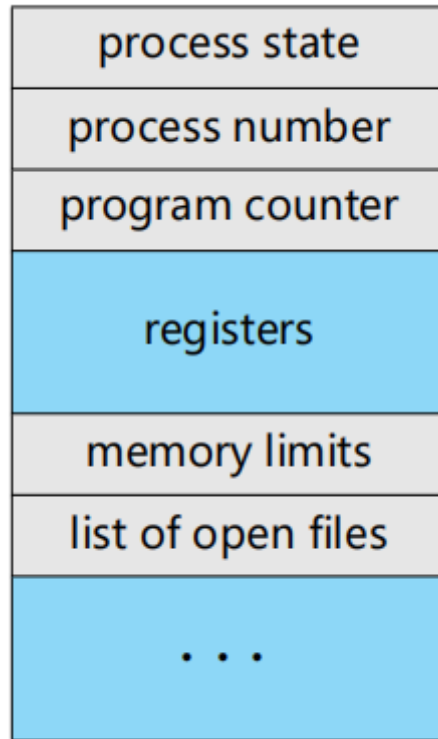 process state
process number
program counter
registers
memory limits
list of open files
. . .